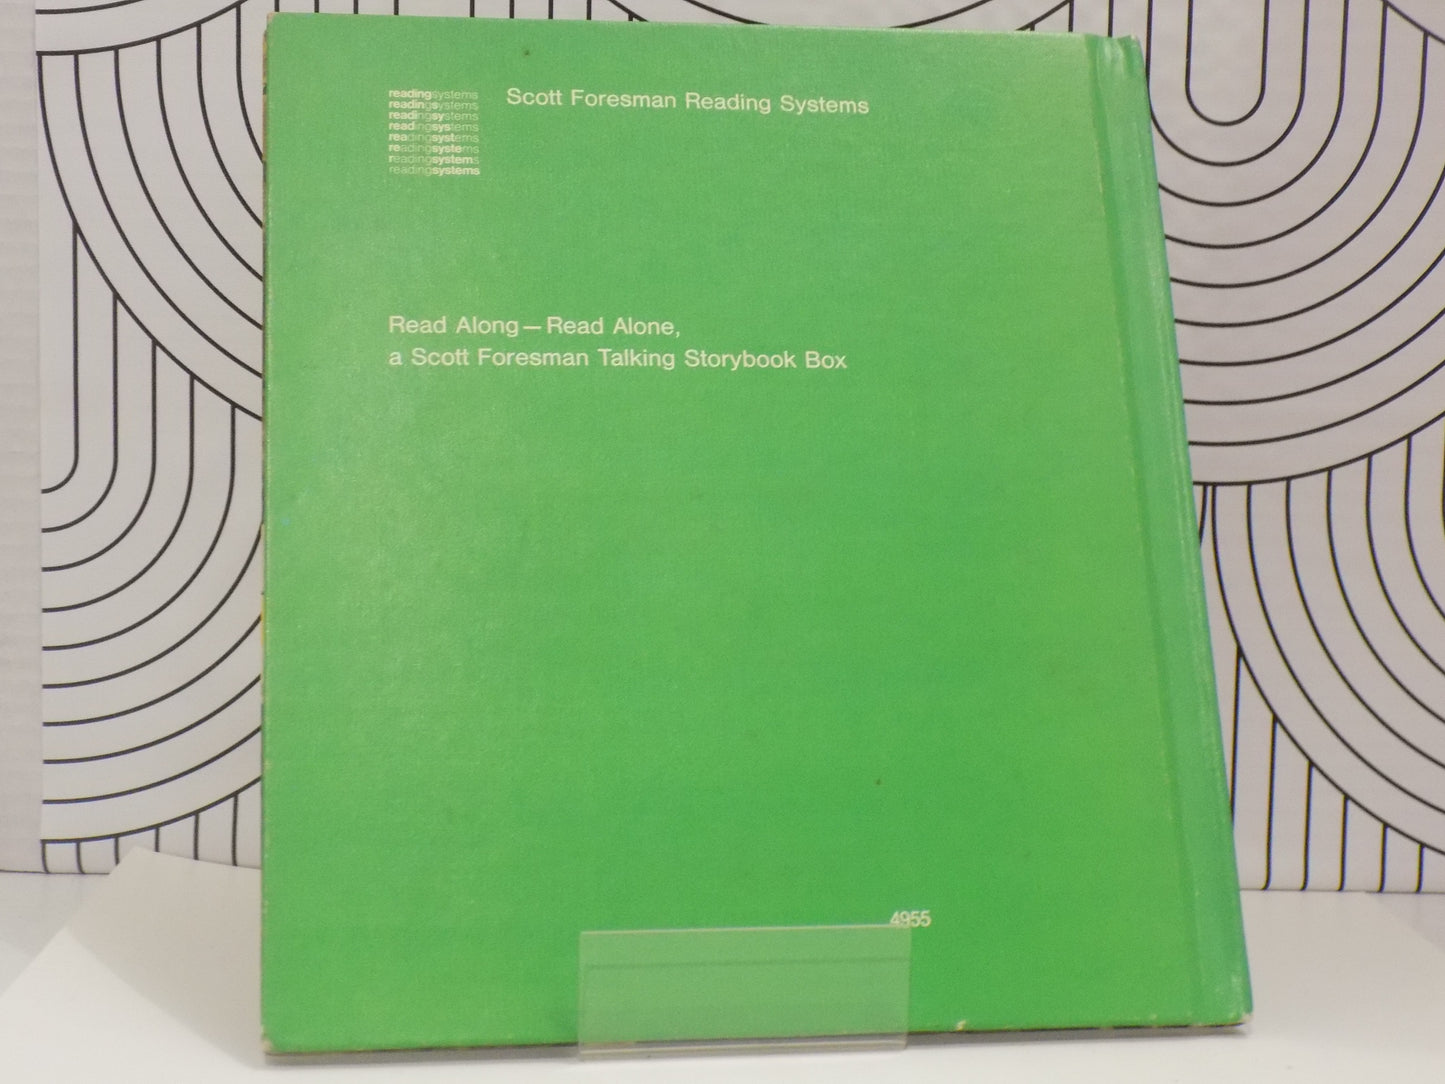 readingsystems
readingsystems
readingsystems
readingsystems
readingsystems
readingsystems
readingsystems
readingsystems
Scott Foresman Reading Systems
Read Along—Read Alone,
a Scott Foresman Talking Storybook Box
4955